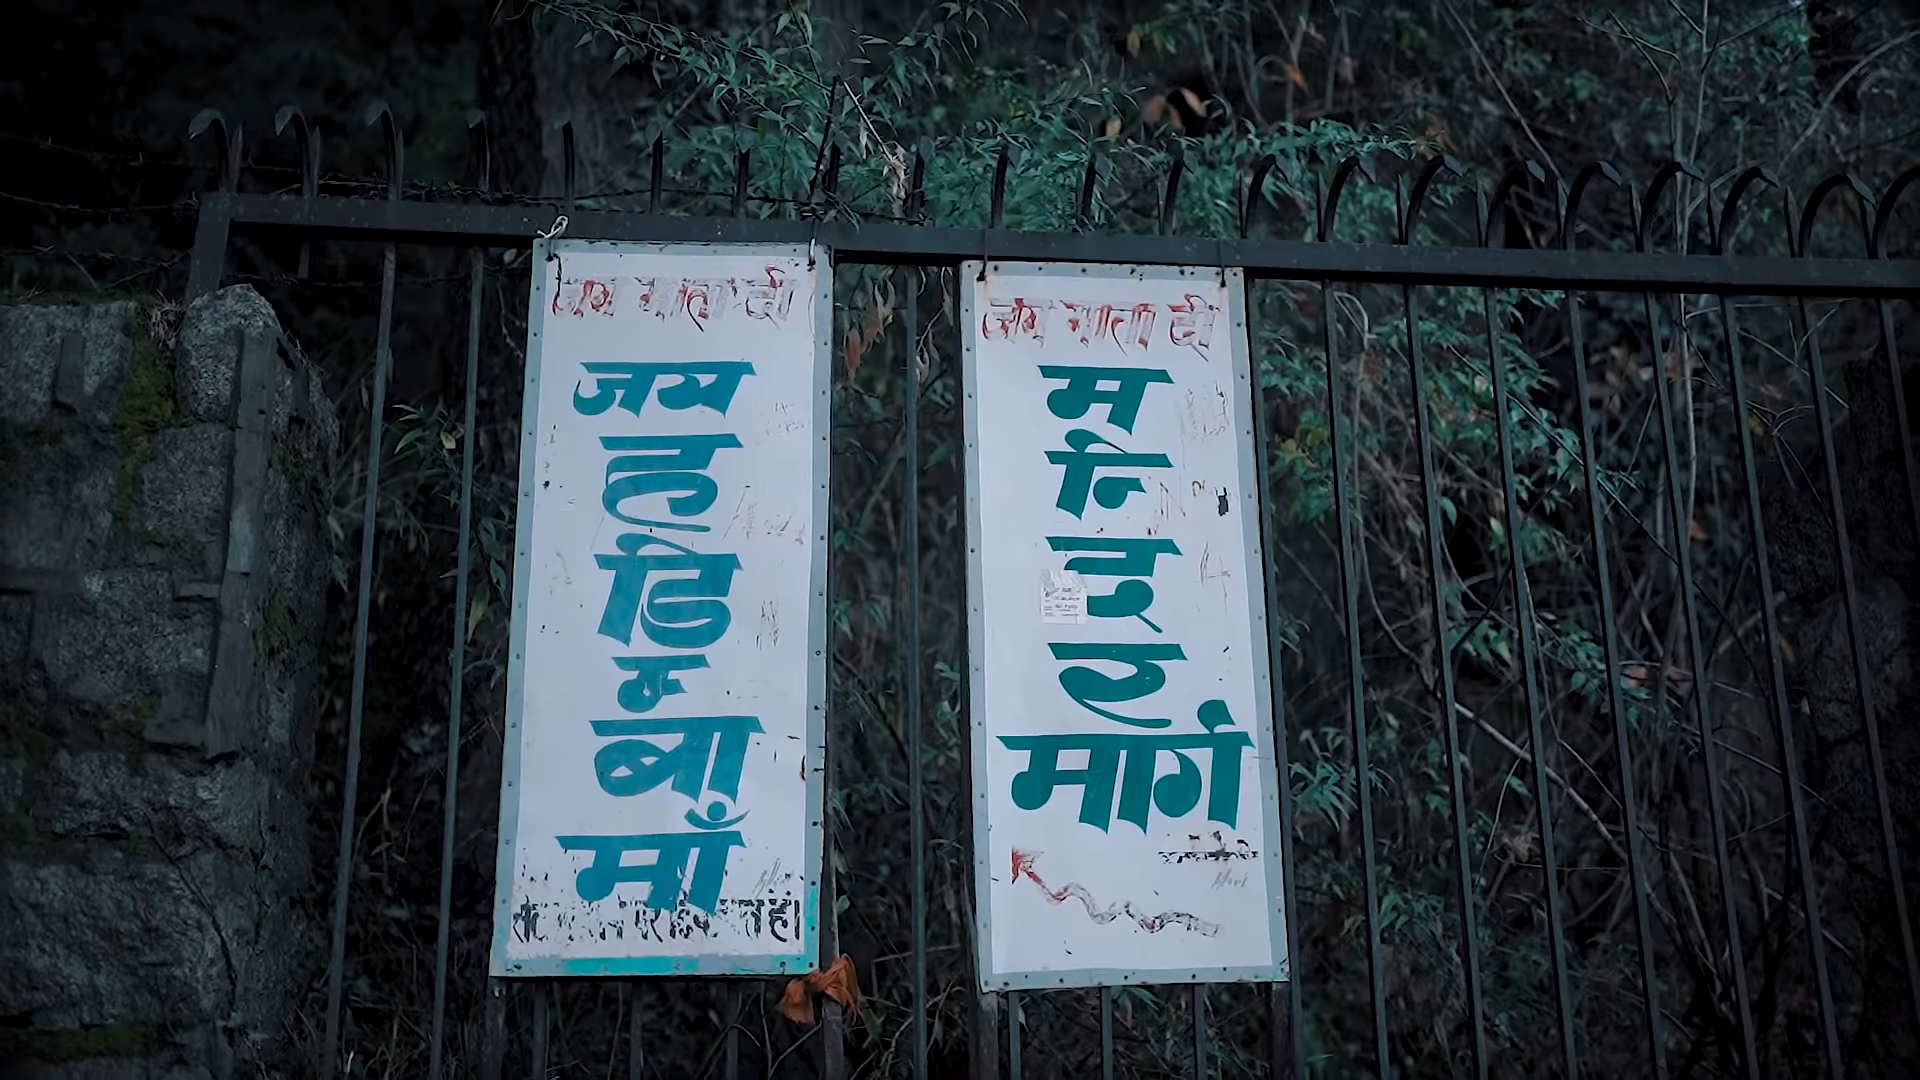 जय माता दी
जय
ह
डि
म्
बा
मां
जय माता दी
म
न्ि
द
र
मार्ग